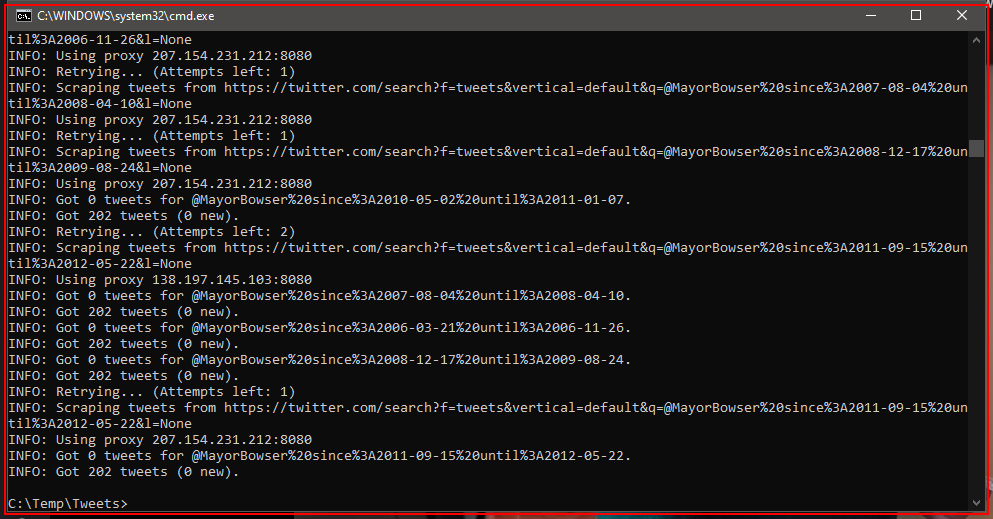 C:\WINDOWS\system32\cmd.exe
til%3A2006-11-26&l=None
INFO: Using proxy 207.154.231.212:8080
INFO: Retrying... (Attempts left: 1)
INFO: Scraping tweets from https://twitter.com/search?f=tweets&vertical=default&q=@MayorBowser%20since%3A2007-08-04%20un
til%3A2008-04-10&l=None
INFO: Using proxy 207.154.231.212:8080
INFO: Retrying... (Attempts left: 1)
INFO: Scraping tweets from https://twitter.com/search?f=tweets&vertical=default&q=@MayorBowser%20since%3A2008-12-17%20un
til%3A2009-08-24&l=None
INFO: Using proxy 207.154.231.212:8080
INFO: Got 0 tweets for @MayorBowser%20since%3A2010-05-02%20until%3A2011-01-07.
INFO: Got 202 tweets (0 new).
INFO: Retrying... (Attempts left: 2)
INFO: Scraping tweets from https://twitter.com/search?f=tweets&vertical=default&q=@MayorBowser%20since%3A2011-09-15%20un
til%3A2012-05-22&l=None
INFO: Using proxy 138.197.145.103:8080
INFO: Got 0 tweets for @MayorBowser%20since%3A2007-08-04%20until%3A2008-04-10.
INFO: Got 202 tweets (0 new).
INFO: Got 0 tweets for @MayorBowser%20since%3A2006-03-21%20until%3A2006-11-26.
INFO: Got 202 tweets (0 new).
INFO: Got 0 tweets for @MayorBowser%20since%3A2008-12-17%20until%3A2009-08-24.
INFO: Got 202 tweets (0 new).
INFO: Retrying... (Attempts left: 1)
INFO: Scraping tweets from https://twitter.com/search?f=tweets&vertical=default&q=@MayorBowser%20since%3A2011-09-15%20un
til%3A2012-05-22&l=None
INFO: Using proxy 207.154.231.212:8080
INFO: Got 0 tweets for @MayorBowser%20since%3A2011-09-15%20until%3A2012-05-22.
INFO: Got 202 tweets (0 new).
C:\Temp\Tweets>